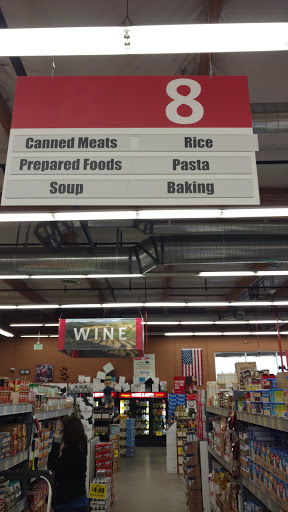 8
Canned Meats Rice
Prepared Foods Pasta
Soup Baking
WINE